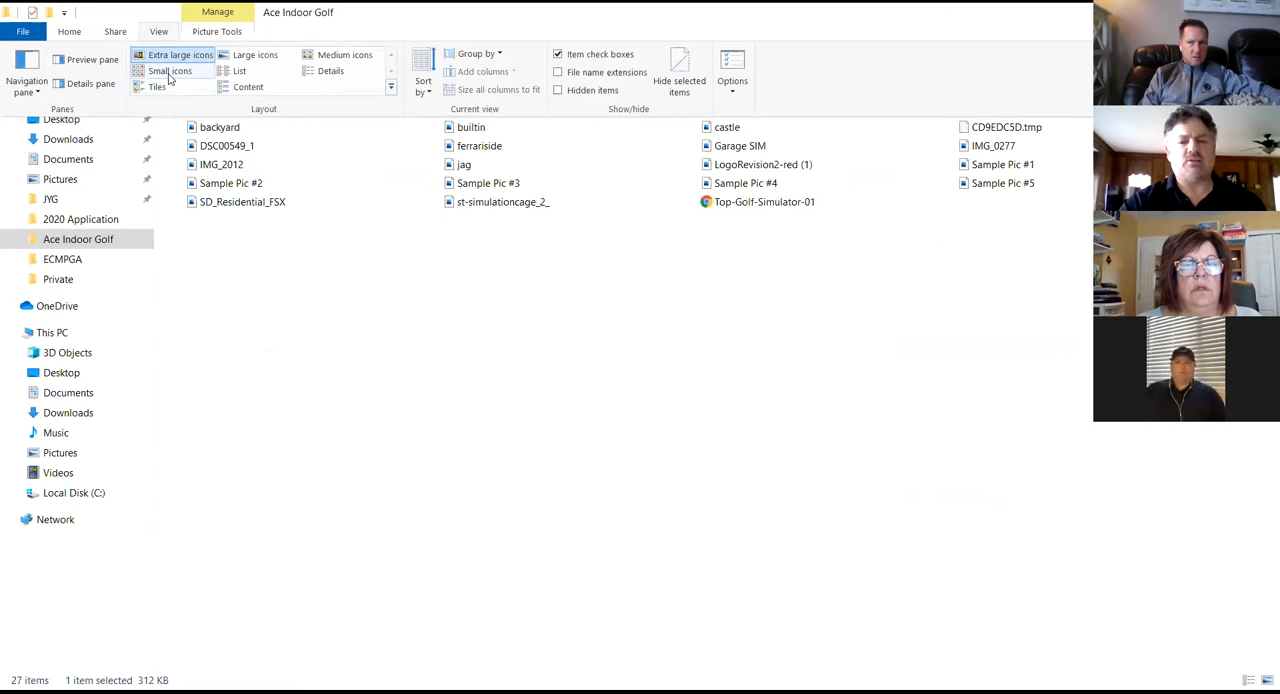 Manage
Ace Indoor Golf
File
Home
Share
View
Picture Tools
Navigation pane
Preview pane
Details pane
Panes
Extra large icons
Large icons
Medium icons
Small icons
List
Details
Tiles
Content
Layout
Sort by
Group by
Add columns
Size all columns to fit
Current view
Item check boxes
File name extensions
Hidden items
Hide selected items
Show/hide
Options
Desktop
Downloads
Documents
Pictures
JYG
2020 Application
Ace Indoor Golf
ECMPGA
Private
OneDrive
This PC
3D Objects
Desktop
Documents
Downloads
Music
Pictures
Videos
Local Disk (C:)
Network
backyard
builtin
castle
CD9EDC5D.tmp
DSC00549_1
ferrariside
Garage SIM
IMG_0277
IMG_2012
jag
LogoRevision2-red (1)
Sample Pic #1
Sample Pic #2
Sample Pic #3
Sample Pic #4
Sample Pic #5
SD_Residential_FSX
st-simulationcage_2_
Top-Golf-Simulator-01
27 items
1 item selected 312 KB